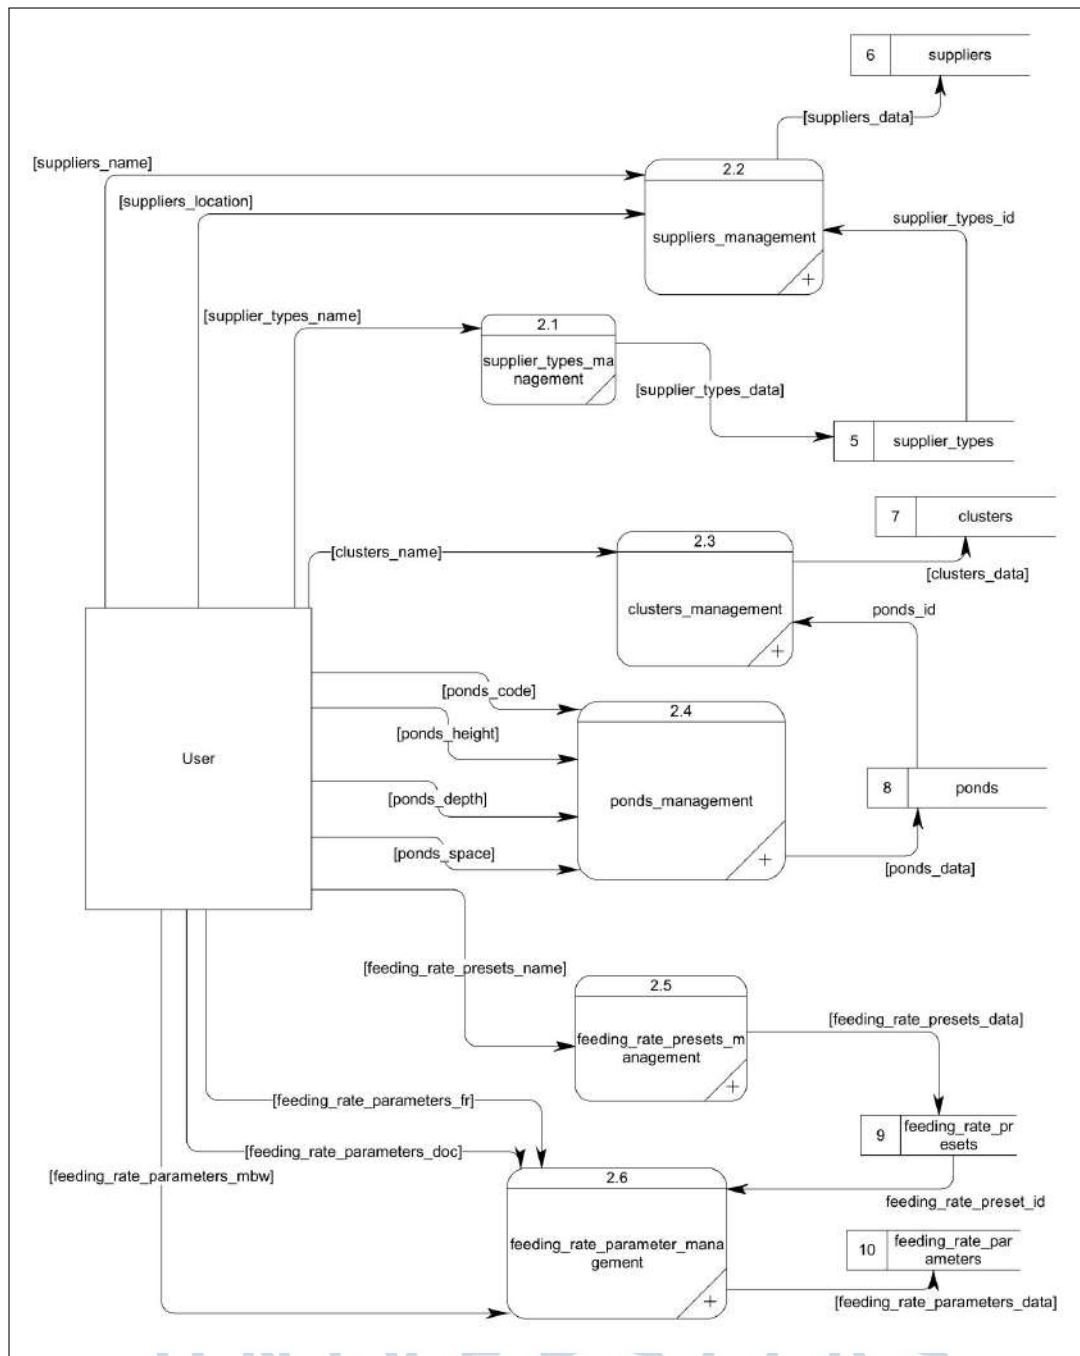 6 suppliers
[suppliers_data]
[suppliers_name]
2.2
[suppliers_location]
supplier_types_id
suppliers_management
+
[supplier_types_name]
2.1
supplier_types_ma
nagement
[supplier_types_data]
5 supplier_types
7 clusters
2.3
[clusters_name]
[clusters_data]
clusters_management
ponds_id
+
[ponds_code]
2.4
[ponds_height]
User
8 ponds
[ponds_depth]
ponds_management
[ponds_space]
+
[ponds_data]
[feeding_rate_presets_name]
2.5
[feeding_rate_presets_data]
feeding_rate_presets_m
anagement
+
[feeding_rate_parameters_fr]
9 feeding_rate_pr
esets
[feeding_rate_parameters_doc]
[feeding_rate_parameters_mbw]
2.6
feeding_rate_preset_id
feeding_rate_parameter_mana
gement
10 feeding_rate_par
ameters
+
[feeding_rate_parameters_data]